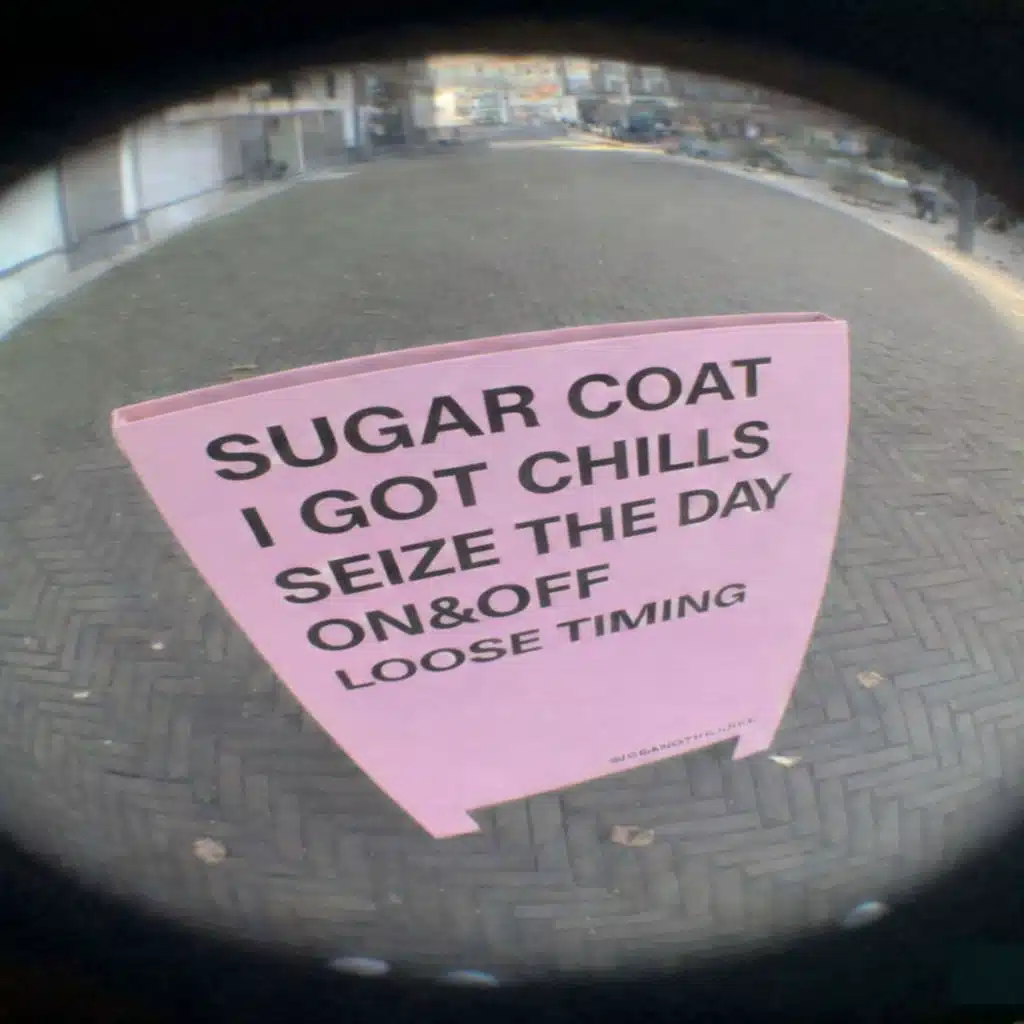 SUGAR COAT
I GOT CHILLS
SEIZE THE DAY
ON&OFF
LOOSE TIMING